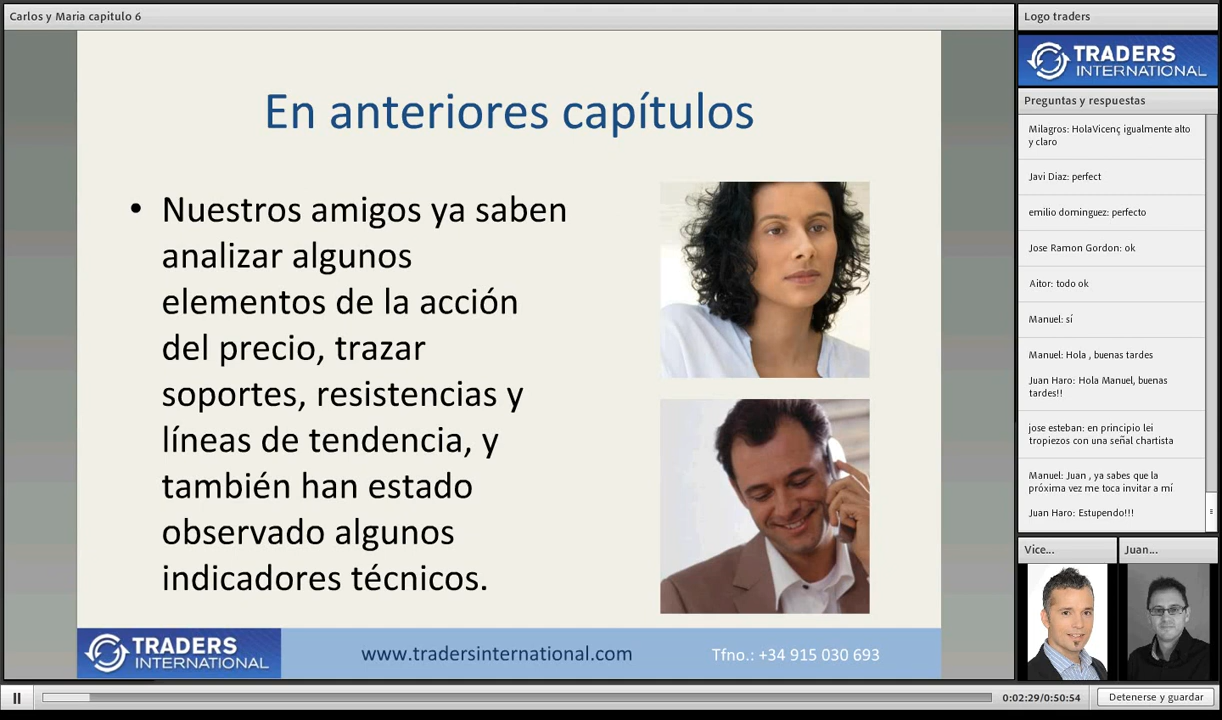 Carlos y Maria capitulo 6
En anteriores capítulos
• Nuestros amigos ya saben
analizar algunos
elementos de la acción
del precio, trazar
soportes, resistencias y
líneas de tendencia, y
también han estado
observado algunos
indicadores técnicos.
TRADERS
INTERNATIONAL
www.tradersinternational.com
Tfno.: +34 915 030 693
Logo traders
TRADERS
INTERNATIONAL
Preguntas y respuestas
Milagros: HolaVicenç igualmente alto
y claro
Javi Diaz: perfect
emilio dominguez: perfecto
Jose Ramon Gordon: ok
Aitor: todo ok
Manuel: sí
Manuel: Hola , buenas tardes
Juan Haro: Hola Manuel, buenas
tardes!!
jose esteban: en principio lei
tropiezos con una señal chartista
Manuel: Juan , ya sabes que la
próxima vez me toca invitar a mí
Juan Haro: Estupendo!!!
Vice...
Juan...
0:02:29/0:50:54
Detenerse y guardar